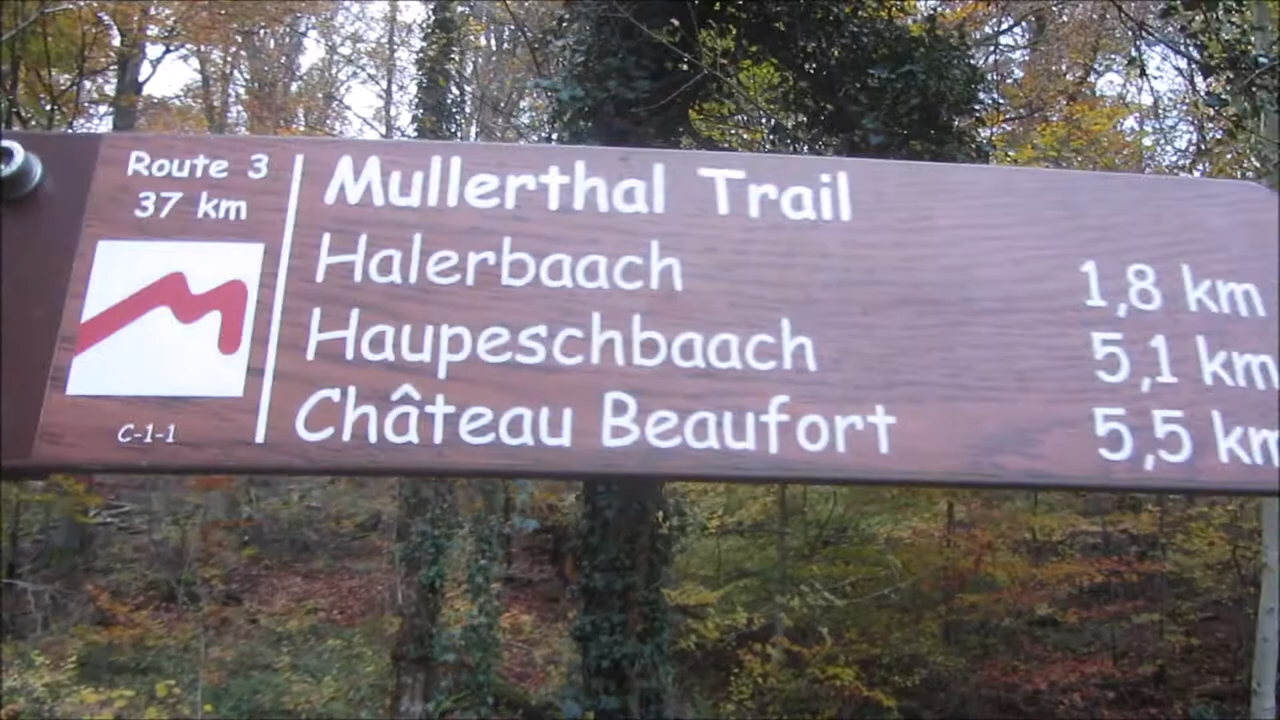 Route 3
37 km
C-1-1
Mullerthal Trail
Halerbaach 1,8 km
Haupeschbaach 5,1 km
Château Beaufort 5,5 km